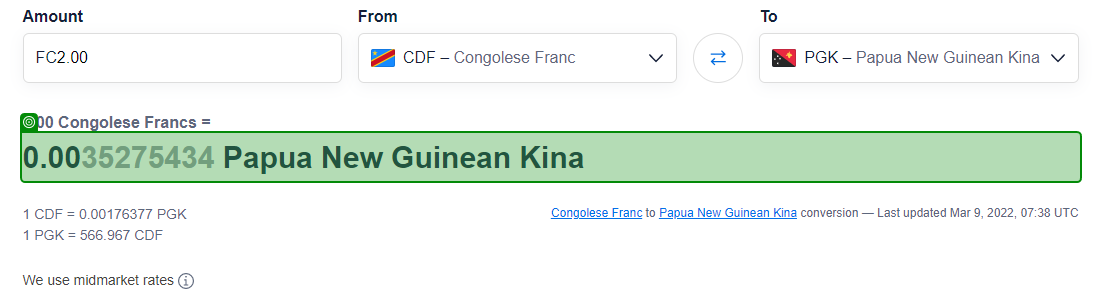 Amount From To
FC2.00 CDF – Congolese Franc PGK – Papua New Guinean Kina
00 Congolese Francs =
0.0035275434 Papua New Guinean Kina
1 CDF = 0.00176377 PGK Congolese Franc to Papua New Guinean Kina conversion — Last updated Mar 9, 2022, 07:38 UTC
1 PGK = 566.967 CDF
We use midmarket rates